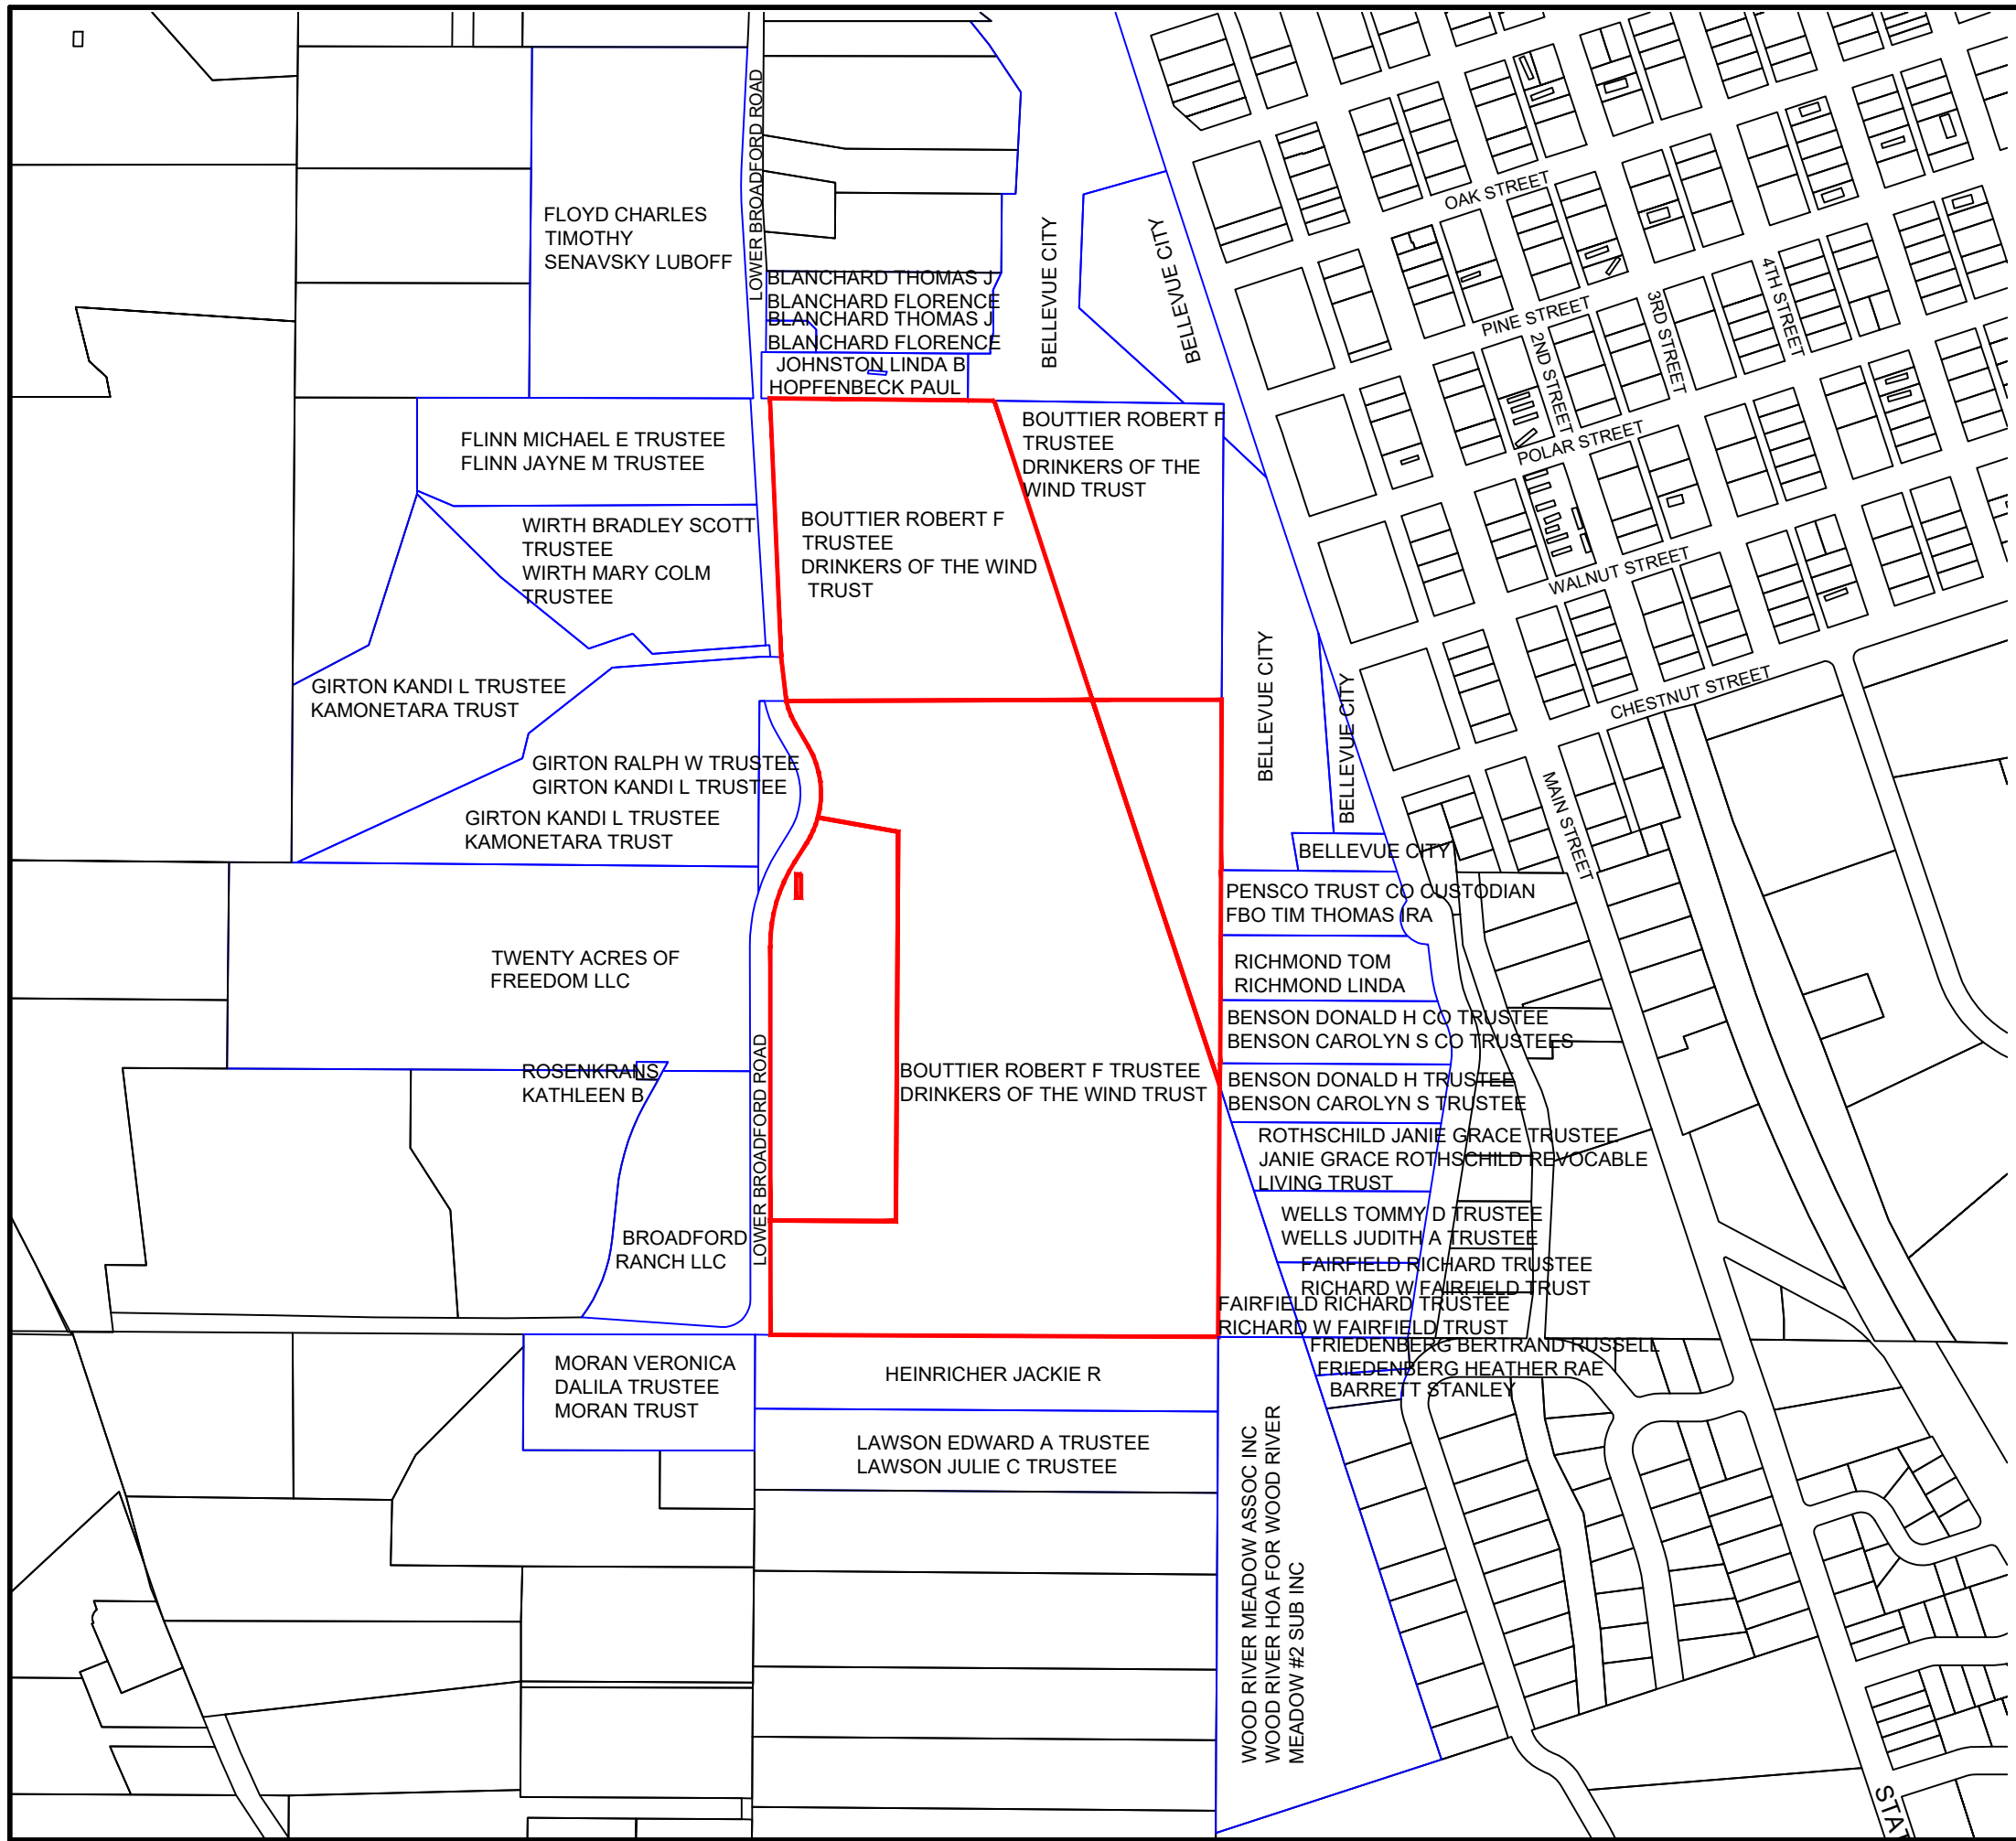 LOWER BROADFORD ROAD
FLOYD CHARLES
TIMOTHY
SENAVSKY LUBOFF
BLANCHARD THOMAS J
BLANCHARD FLORENCE
BLANCHARD THOMAS J
BLANCHARD FLORENCE
JOHNSTON LINDA B
HOPFENBECK PAUL
BELLEVUE CITY
BELLEVUE CITY
OAK STREET
PINE STREET
2ND STREET
3RD STREET
4TH STREET
POLAR STREET
WALNUT STREET
CHESTNUT STREET
MAIN STREET
FLINN MICHAEL E TRUSTEE
FLINN JAYNE M TRUSTEE
BOUTTIER ROBERT F
TRUSTEE
DRINKERS OF THE
WIND TRUST
WIRTH BRADLEY SCOTT
TRUSTEE
WIRTH MARY COLM
TRUSTEE
BOUTTIER ROBERT F
TRUSTEE
DRINKERS OF THE WIND
TRUST
GIRTON KANDI L TRUSTEE
KAMONETARA TRUST
GIRTON RALPH W TRUSTEE
GIRTON KANDI L TRUSTEE
GIRTON KANDI L TRUSTEE
KAMONETARA TRUST
BELLEVUE CITY
BELLEVUE CITY
BELLEVUE CITY
PENSCO TRUST CO CUSTODIAN
FBO TIM THOMAS IRA
TWENTY ACRES OF
FREEDOM LLC
RICHMOND TOM
RICHMOND LINDA
BENSON DONALD H CO TRUSTEE
BENSON CAROLYN S CO TRUSTEES
ROSENKRANS
KATHLEEN B
LOWER BROADFORD ROAD
BOUTTIER ROBERT F TRUSTEE
DRINKERS OF THE WIND TRUST
BENSON DONALD H TRUSTEE
BENSON CAROLYN S TRUSTEE
ROTHSCHILD JANIE GRACE TRUSTEE
JANIE GRACE ROTHSCHILD REVOCABLE
LIVING TRUST
BROADFORD
RANCH LLC
WELLS TOMMY D TRUSTEE
WELLS JUDITH A TRUSTEE
FAIRFIELD RICHARD TRUSTEE
RICHARD W FAIRFIELD TRUST
FAIRFIELD RICHARD TRUSTEE
RICHARD W FAIRFIELD TRUST
FRIEDENBERG BERTRAND RUSSELL
FRIEDENBERG HEATHER RAE
BARRETT STANLEY
MORAN VERONICA
DALILA TRUSTEE
MORAN TRUST
HEINRICHER JACKIE R
LAWSON EDWARD A TRUSTEE
LAWSON JULIE C TRUSTEE
WOOD RIVER MEADOW ASSOC INC
WOOD RIVER HOA FOR WOOD RIVER
MEADOW #2 SUB INC